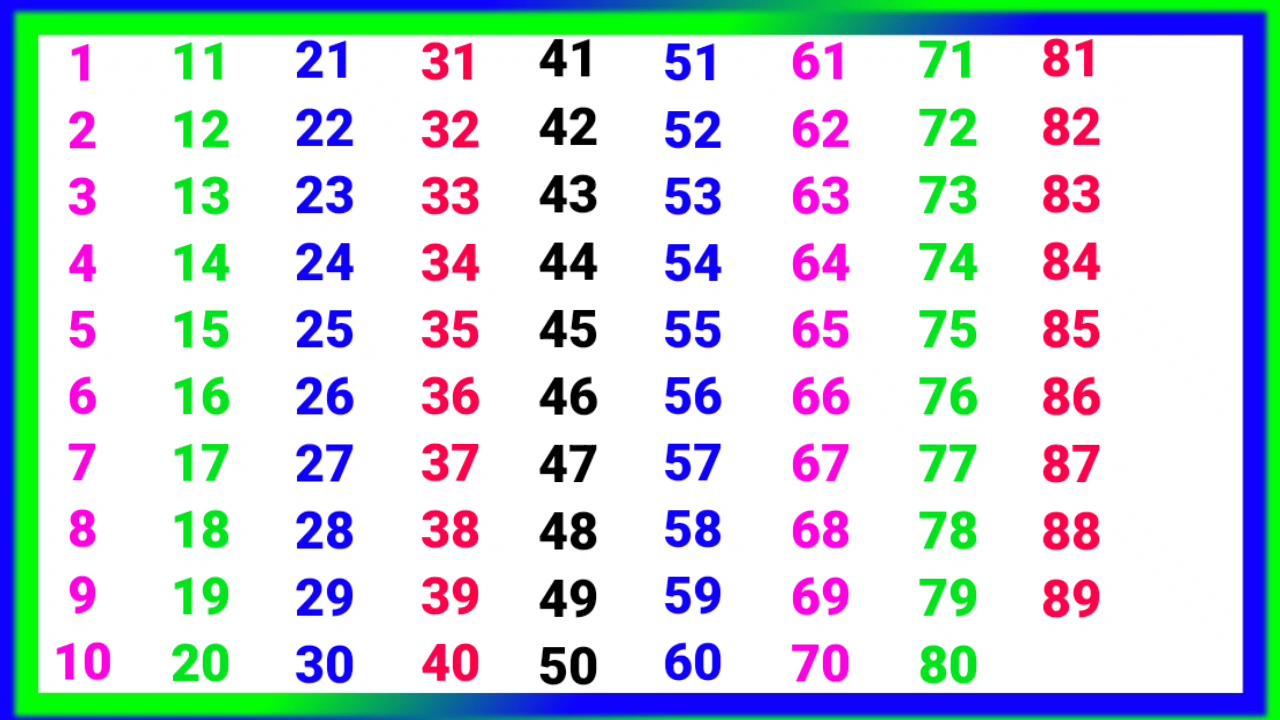 1 11 21 31 41 51 61 71 81
2 12 22 32 42 52 62 72 82
3 13 23 33 43 53 63 73 83
4 14 24 34 44 54 64 74 84
5 15 25 35 45 55 65 75 85
6 16 26 36 46 56 66 76 86
7 17 27 37 47 57 67 77 87
8 18 28 38 48 58 68 78 88
9 19 29 39 49 59 69 79 89
10 20 30 40 50 60 70 80